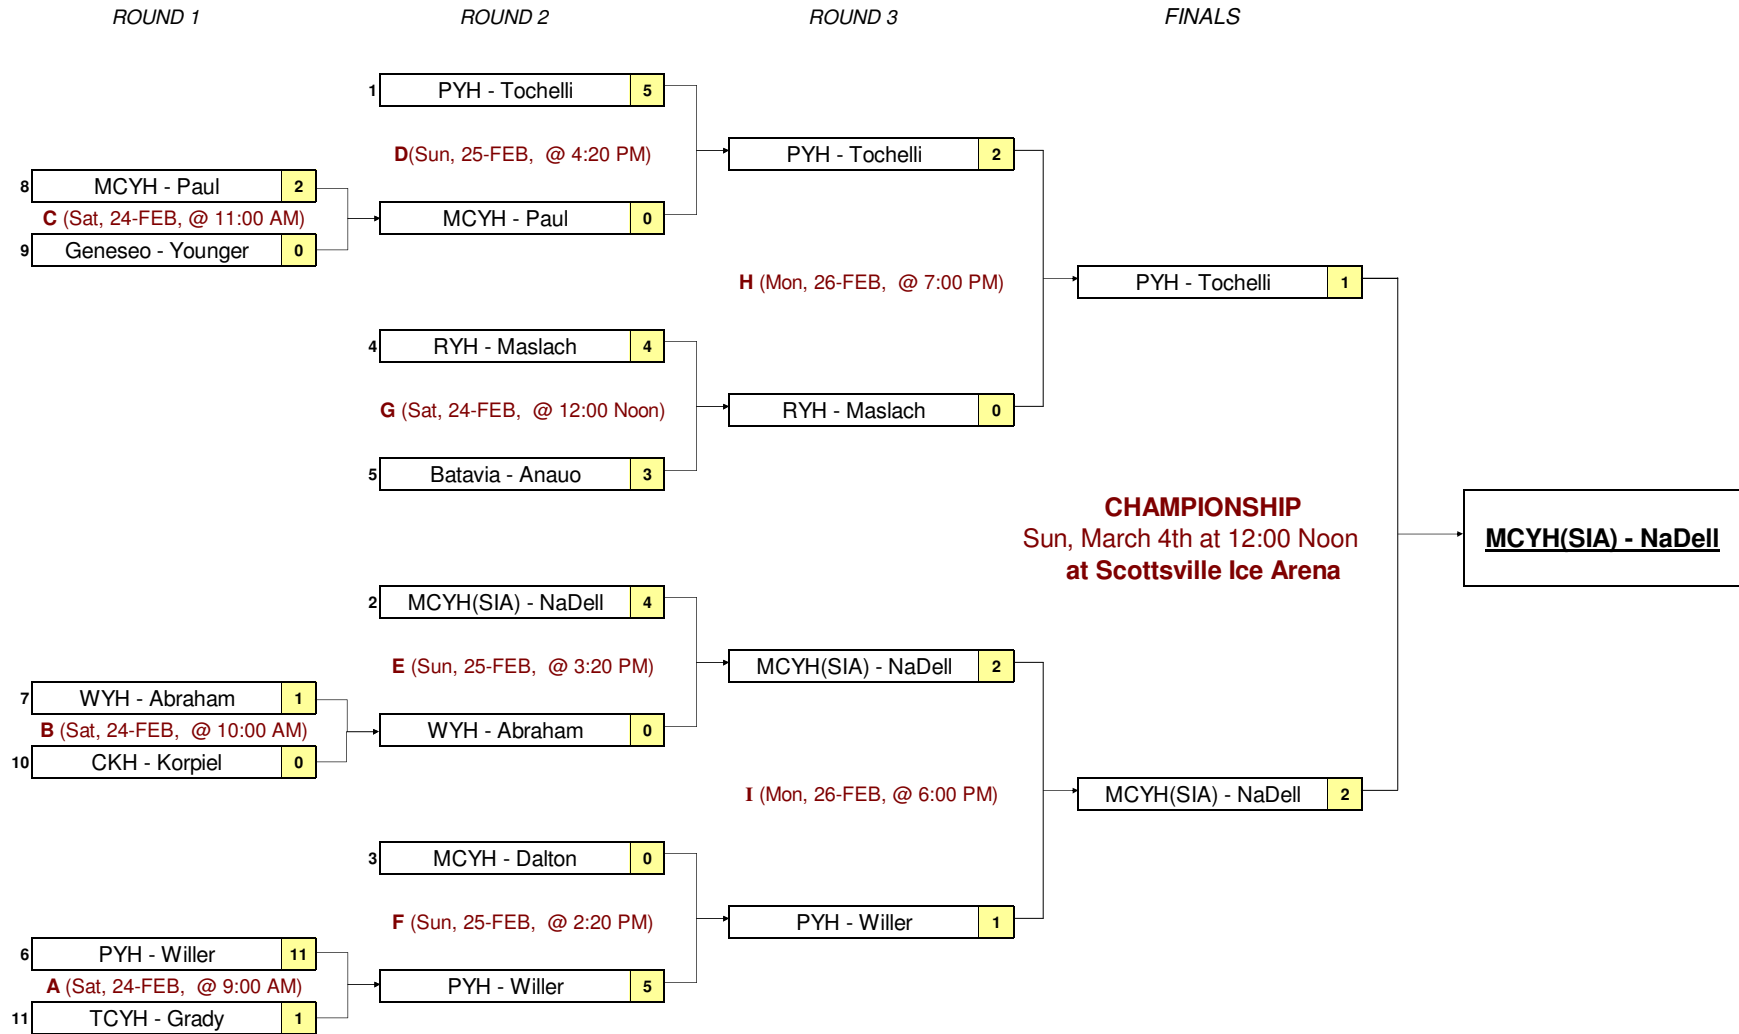 ROUND 1 ROUND 2 ROUND 3 FINALS
1 PYH - Tochelli 5
D(Sun, 25-FEB, @ 4:20 PM)
PYH - Tochelli 2
8 MCYH - Paul 2
C (Sat, 24-FEB, @ 11:00 AM)
MCYH - Paul 0
9 Geneseo - Younger 0
H (Mon, 26-FEB, @ 7:00 PM)
PYH - Tochelli 1
4 RYH - Maslach 4
G (Sat, 24-FEB, @ 12:00 Noon)
RYH - Maslach 0
5 Batavia - Anauo 3
CHAMPIONSHIP
Sun, March 4th at 12:00 Noon
at Scottsville Ice Arena
MCYH(SIA) - NaDell
2 MCYH(SIA) - NaDell 4
E (Sun, 25-FEB, @ 3:20 PM)
MCYH(SIA) - NaDell 2
7 WYH - Abraham 1
B (Sat, 24-FEB, @ 10:00 AM)
WYH - Abraham 0
10 CKH - Korpiel 0
I (Mon, 26-FEB, @ 6:00 PM)
MCYH(SIA) - NaDell 2
3 MCYH - Dalton 0
F (Sun, 25-FEB, @ 2:20 PM)
PYH - Willer 1
6 PYH - Willer 11
A (Sat, 24-FEB, @ 9:00 AM)
PYH - Willer 5
11 TCYH - Grady 1